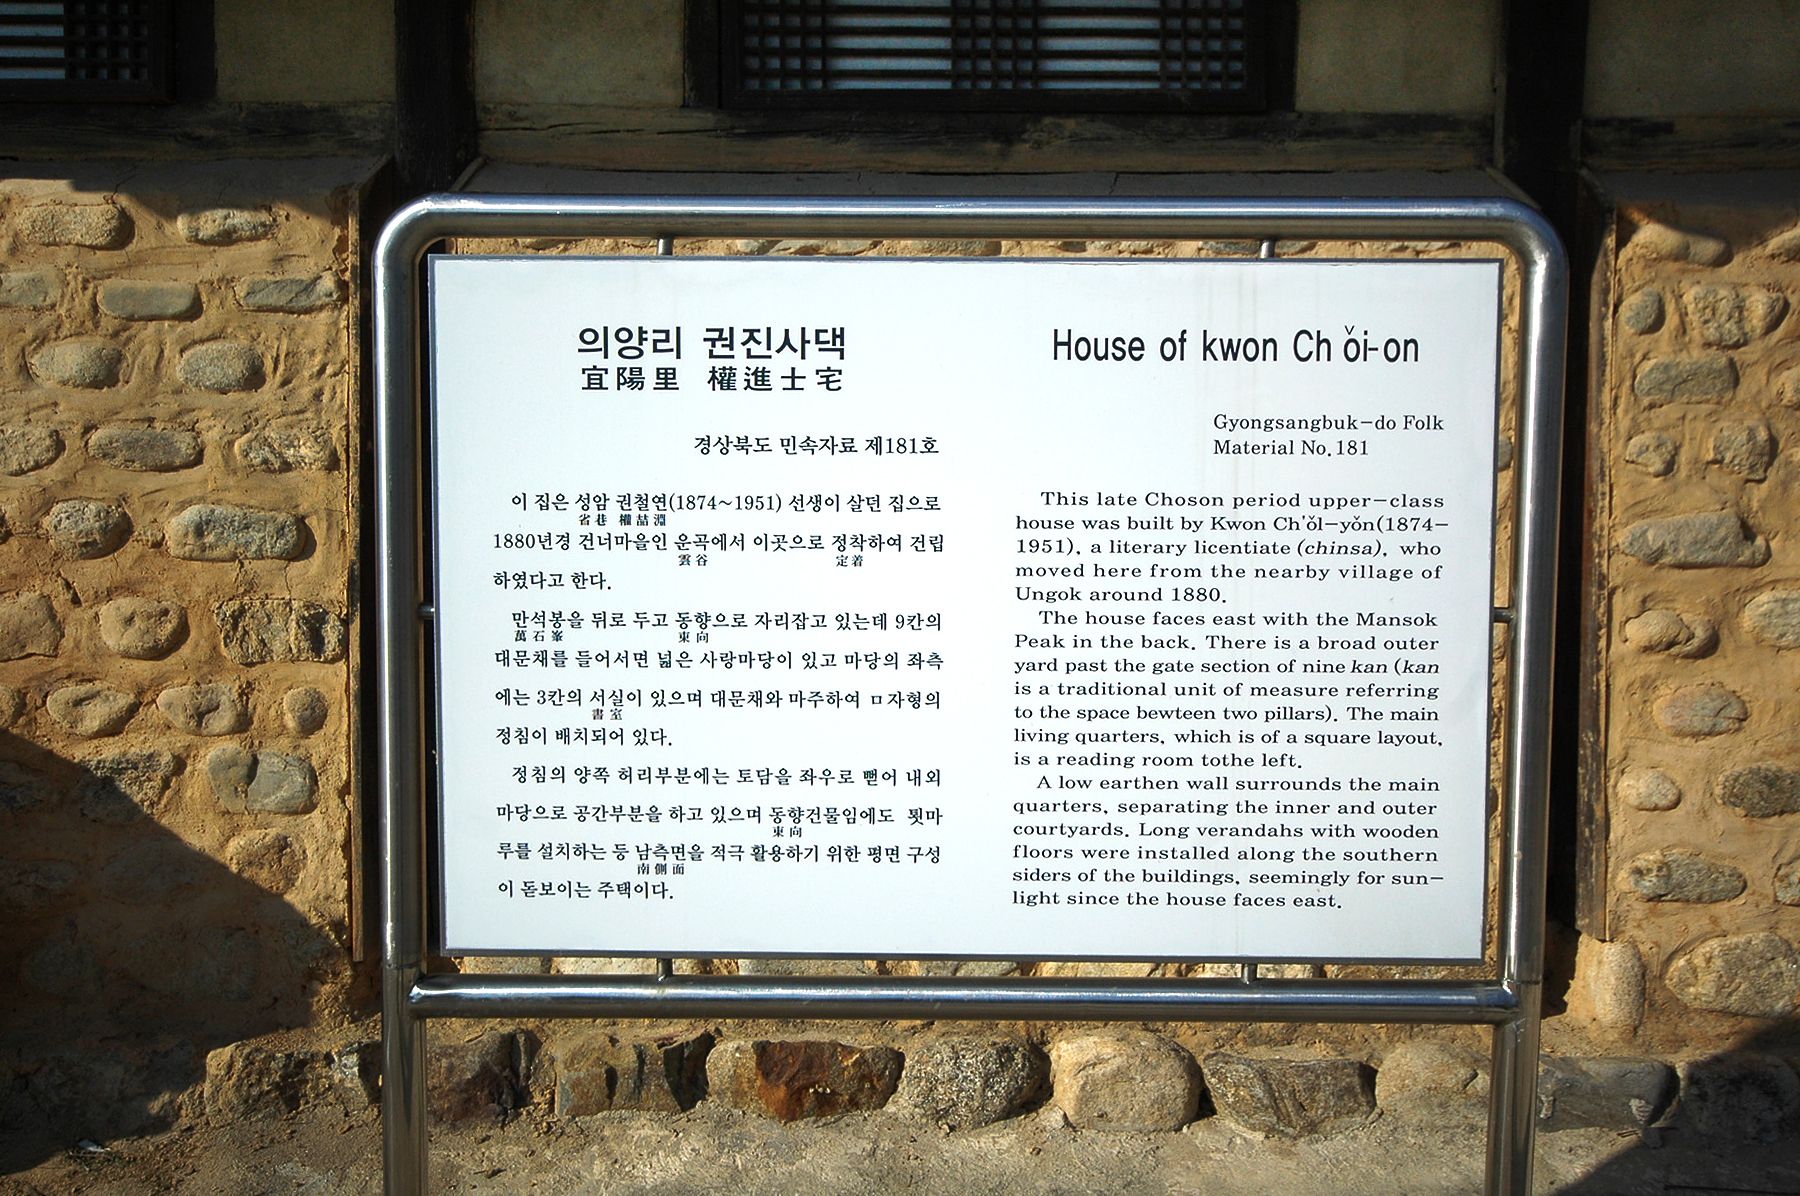 의양리 권진사댁
宜陽里 權進士宅
경상북도 민속자료 제181호
이 집은 성암 권철연(1874~1951) 선생이 살던 집으로
省巷 權喆淵
1880년경 건너마을인 운곡에서 이곳으로 정착하여 건립
雲谷 定着
하였다고 한다.
만석봉을 뒤로 두고 동향으로 자리잡고 있는데 9칸의
萬石峯 東向
대문채를 들어서면 넓은 사랑마당이 있고 마당의 좌측
에는 3칸의 서실이 있으며 대문채와 마주하여 ㅁ자형의
書室
정침이 배치되어 있다.
정침의 양쪽 허리부분에는 토담을 좌우로 뻗어 내외
마당으로 공간부분을 하고 있으며 동향건물임에도 툇마
東向
루를 설치하는 등 남측면을 적극 활용하기 위한 평면 구성
南側面
이 돋보이는 주택이다.
House of kwon Ch ǒi-on
Gyongsangbuk-do Folk
Material No.181
This late Choson period upper-class
house was built by Kwon Ch'ǒl-yǒn(1874-
1951), a literary licentiate (chinsa), who
moved here from the nearby village of
Ungok around 1880.
The house faces east with the Mansok
Peak in the back. There is a broad outer
yard past the gate section of nine kan (kan
is a traditional unit of measure referring
to the space bewteen two pillars). The main
living quarters, which is of a square layout,
is a reading room tothe left.
A low earthen wall surrounds the main
quarters, separating the inner and outer
courtyards. Long verandahs with wooden
floors were installed along the southern
siders of the buildings, seemingly for sun-
light since the house faces east.